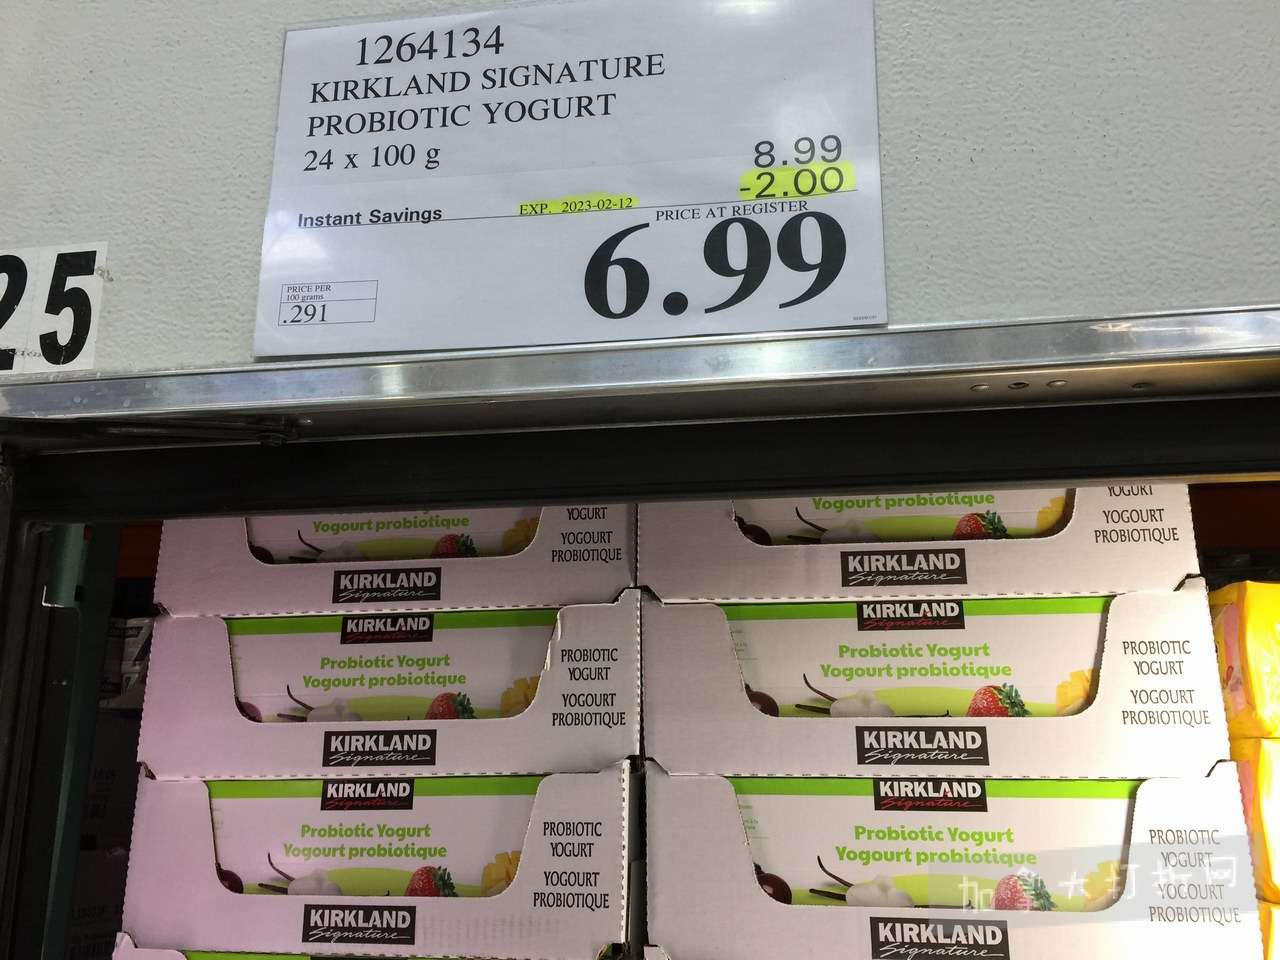 1264134
KIRKLAND SIGNATURE
PROBIOTIC YOGURT
24 x 100 g
8.99
-2.00
Instant Savings
EXP. 2023-02-12
PRICE AT REGISTER
6.99
PRICE PER
100 grams
.291
25
Yogourt probiotique
YOGURT
YOGOURT
PROBIOTIQUE
KIRKLAND
Signature
Yogourt probiotique
YOGURT
YOGOURT
PROBIOTIQUE
KIRKLAND
Signature
KIRKLAND
Signature
Probiotic Yogurt
Yogourt probiotique
PROBIOTIC
YOGURT
YOGOURT
PROBIOTIQUE
KIRKLAND
Signature
KIRKLAND
Signature
Probiotic Yogurt
Yogourt probiotique
PROBIOTIC
YOGURT
YOGOURT
PROBIOTIQUE
KIRKLAND
Signature
KIRKLAND
Signature
Probiotic Yogurt
Yogourt probiotique
PROBIOTIC
YOGURT
YOGOURT
PROBIOTIQUE
KIRKLAND
Signature
KIRKLAND
Signature
Probiotic Yogurt
Yogourt probiotique
PROBIOTIC
YOGURT
YOGOURT
PROBIOTIQUE
KIRKLAND
Signature
加拿大打折网